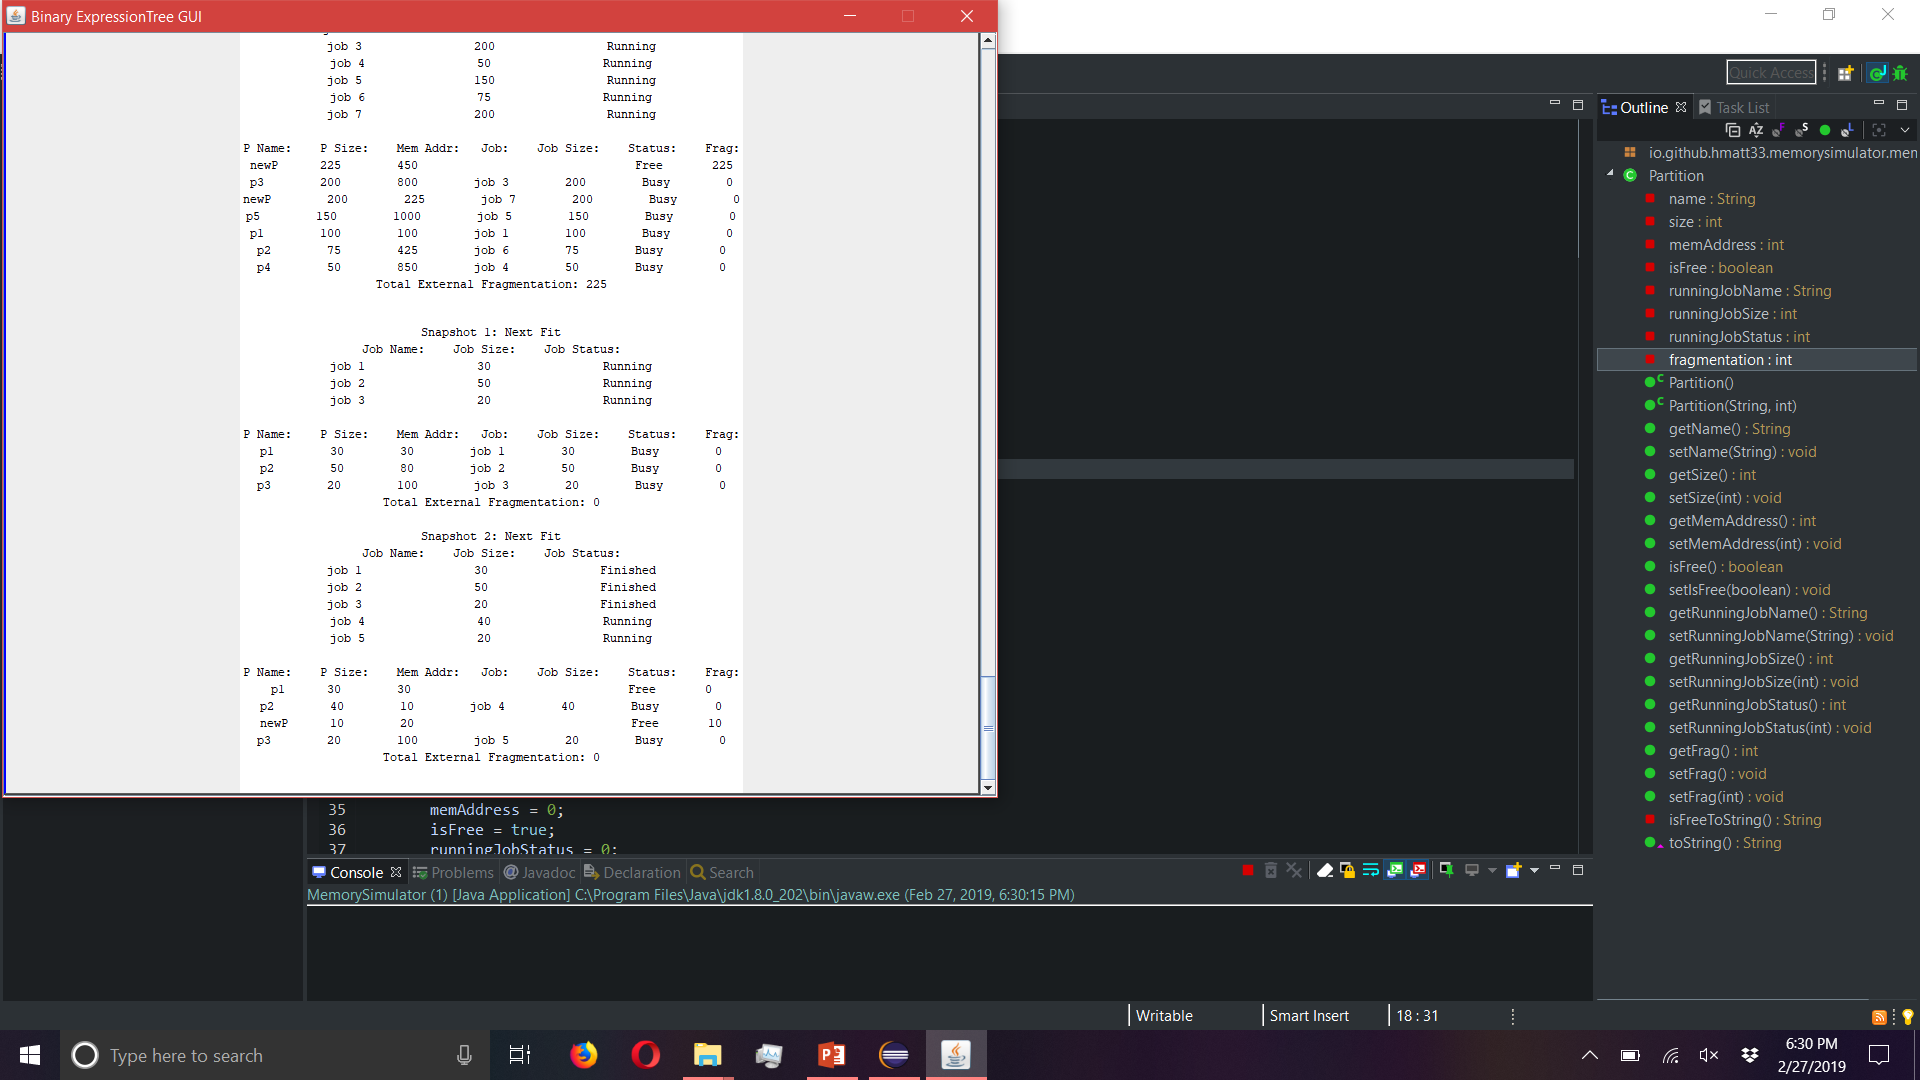 Binary ExpressionTree GUI
job 3 200 Running
job 4 50 Running
job 5 150 Running
job 6 75 Running
job 7 200 Running
P Name: P Size: Mem Addr: Job: Job Size: Status: Frag:
newP 225 450 Free 225
p3 200 800 job 3 200 Busy 0
newP 200 225 job 7 200 Busy 0
p5 150 1000 job 5 150 Busy 0
p1 100 100 job 1 100 Busy 0
p2 75 425 job 6 75 Busy 0
p4 50 850 job 4 50 Busy 0
Total External Fragmentation: 225
Snapshot 1: Next Fit
Job Name: Job Size: Job Status:
job 1 30 Running
job 2 50 Running
job 3 20 Running
P Name: P Size: Mem Addr: Job: Job Size: Status: Frag:
p1 30 30 job 1 30 Busy 0
p2 50 80 job 2 50 Busy 0
p3 20 100 job 3 20 Busy 0
Total External Fragmentation: 0
Snapshot 2: Next Fit
Job Name: Job Size: Job Status:
job 1 30 Finished
job 2 50 Finished
job 3 20 Finished
job 4 40 Running
job 5 20 Running
P Name: P Size: Mem Addr: Job: Job Size: Status: Frag:
p1 30 30 Free 0
p2 40 10 job 4 40 Busy 0
newP 10 20 Free 10
p3 20 100 job 5 20 Busy 0
Total External Fragmentation: 0
35 memAddress = 0;
36 isFree = true;
37 runningJobStatus = 0;
Console Problems Javadoc Declaration Search
MemorySimulator (1) [Java Application] C:\Program Files\Java\jdk1.8.0_202\bin\javaw.exe (Feb 27, 2019, 6:30:15 PM)
Quick Access
Outline Task List
io.github.hmatt33.memorysimulator.mem
Partition
name : String
size : int
memAddress : int
isFree : boolean
runningJobName : String
runningJobSize : int
runningJobStatus : int
fragmentation : int
Partition()
Partition(String, int)
getName() : String
setName(String) : void
getSize() : int
setSize(int) : void
getMemAddress() : int
setMemAddress(int) : void
isFree() : boolean
setIsFree(boolean) : void
getRunningJobName() : String
setRunningJobName(String) : void
getRunningJobSize() : int
setRunningJobSize(int) : void
getRunningJobStatus() : int
setRunningJobStatus(int) : void
getFrag() : int
setFrag() : void
setFrag(int) : void
isFreeToString() : String
toString() : String
Writable Smart Insert 18 : 31
Type here to search
6:30 PM
2/27/2019